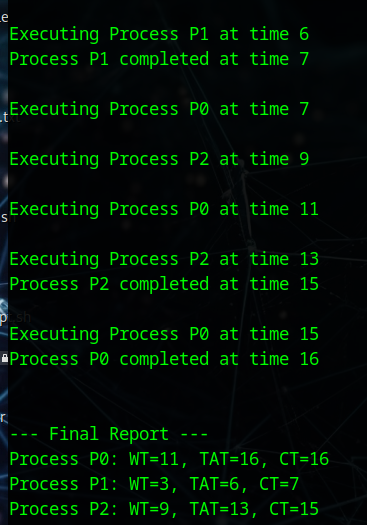 Executing Process P1 at time 6
Process P1 completed at time 7
Executing Process P0 at time 7
Executing Process P2 at time 9
Executing Process P0 at time 11
Executing Process P2 at time 13
Process P2 completed at time 15
Executing Process P0 at time 15
Process P0 completed at time 16
--- Final Report ---
Process P0: WT=11, TAT=16, CT=16
Process P1: WT=3, TAT=6, CT=7
Process P2: WT=9, TAT=13, CT=15